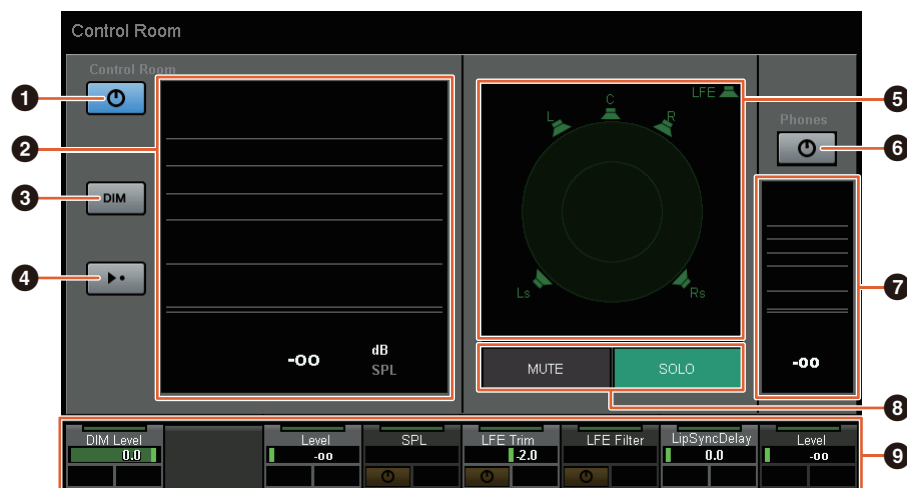 Control Room
Control Room
1
2
DIM
3
4
-oo
dB
SPL
LFE
C
L
R
Ls
Rs
5
MUTE
SOLO
8
Phones
6
7
-oo
DIM Level
0.0
Level
-oo
SPL
LFE Trim
-2.0
LFE Filter
LipSyncDelay
0.0
Level
-oo
9